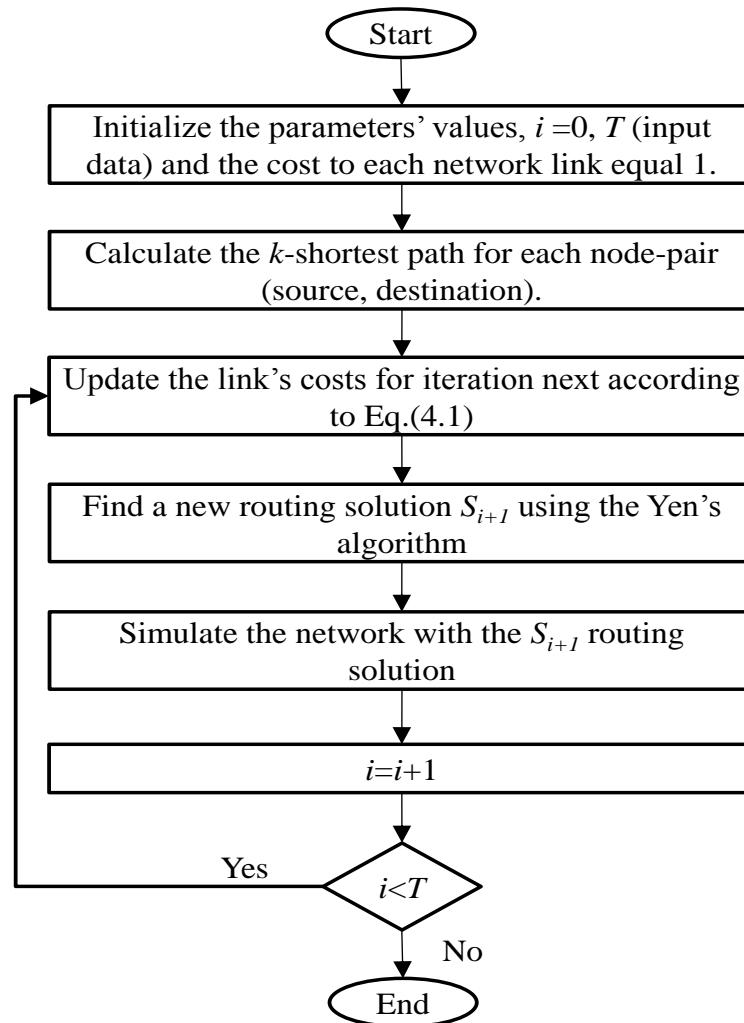 Start
Initialize the parameters’ values, i =0, T (input
data) and the cost to each network link equal 1.
Calculate the k-shortest path for each node-pair
(source, destination).
Update the link’s costs for iteration next according
to Eq.(4.1)
Find a new routing solution Si+1 using the Yen’s
algorithm
Simulate the network with the Si+1 routing
solution
i=i+1
Yes
i<T
No
End